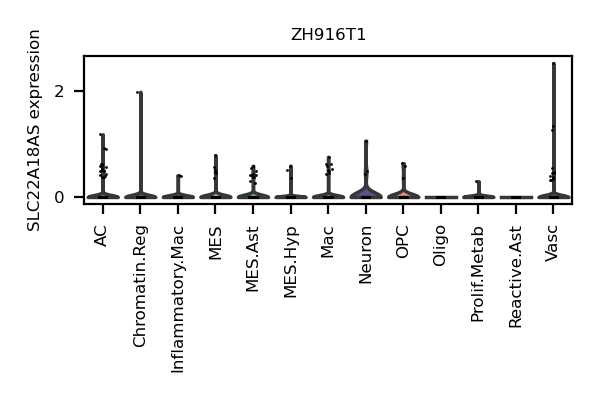 ZH916T1
SLC22A18AS expression
2
0
AC
Chromatin.Reg
Inflammatory.Mac
MES
MES.Ast
MES.Hyp
Mac
Neuron
OPC
Oligo
Prolif.Metab
Reactive.Ast
Vasc